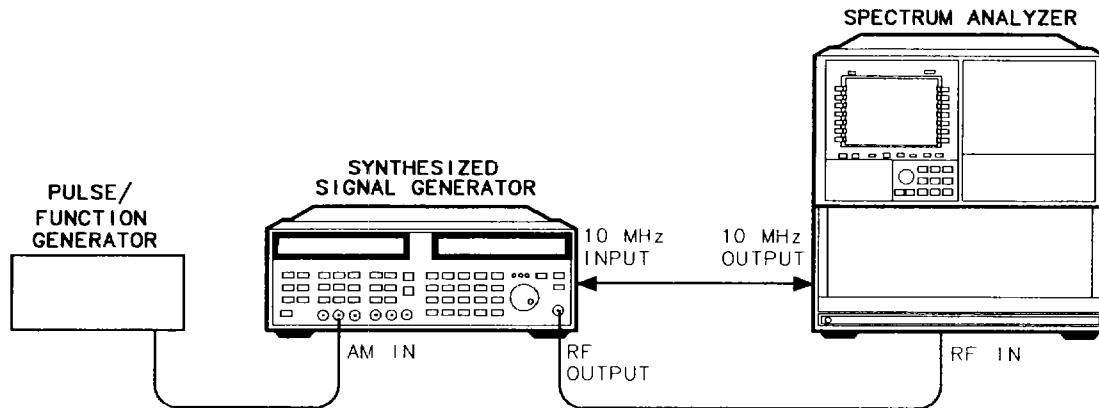 SPECTRUM ANALYZER
SYNTHESIZED
SIGNAL GENERATOR
PULSE/
FUNCTION
GENERATOR
10 MHz
INPUT
10 MHz
OUTPUT
AM IN
RF
OUTPUT
RF IN